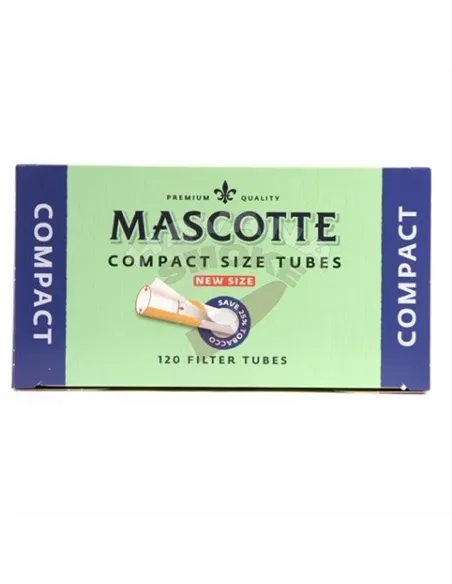 PREMIUM QUALITY
MASCOTTE
COMPACT SIZE TUBES
NEW SIZE
SAVE 25% TOBACCO
120 FILTER TUBES
COMPACT
COMPACT